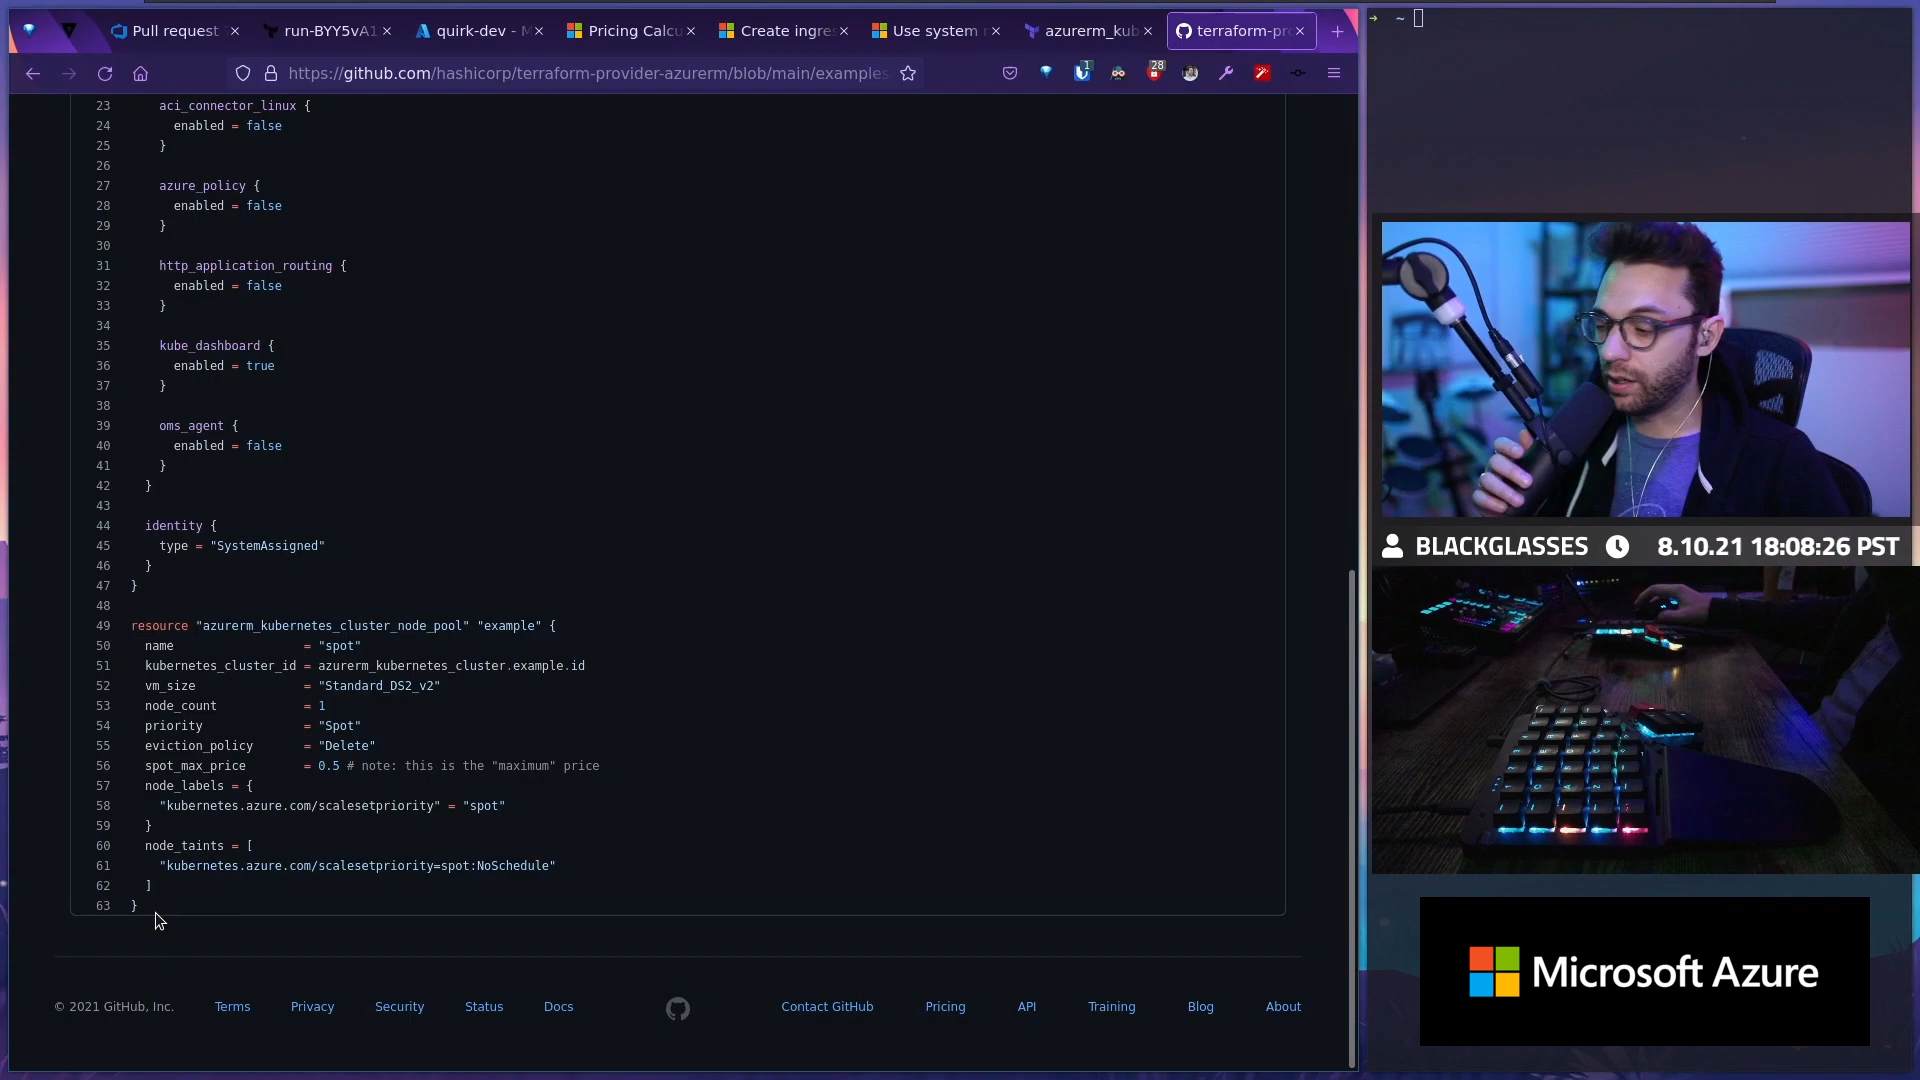 Pull request
run-BYY5vA1
quirk-dev - M
Pricing Calcu
Create ingres
Use system n
azurerm_kub
terraform-pr
➜ ~
https://github.com/hashicorp/terraform-provider-azurerm/blob/main/examples
1
28
23 aci_connector_linux {
24 enabled = false
25 }
26
27 azure_policy {
28 enabled = false
29 }
30
31 http_application_routing {
32 enabled = false
33 }
34
35 kube_dashboard {
36 enabled = true
37 }
38
39 oms_agent {
40 enabled = false
41 }
42 }
43
44 identity {
45 type = "SystemAssigned"
46 }
47 }
48
49 resource "azurerm_kubernetes_cluster_node_pool" "example" {
50 name = "spot"
51 kubernetes_cluster_id = azurerm_kubernetes_cluster.example.id
52 vm_size = "Standard_DS2_v2"
53 node_count = 1
54 priority = "Spot"
55 eviction_policy = "Delete"
56 spot_max_price = 0.5 # note: this is the "maximum" price
57 node_labels = {
58 "kubernetes.azure.com/scalesetpriority" = "spot"
59 }
60 node_taints = [
61 "kubernetes.azure.com/scalesetpriority=spot:NoSchedule"
62 ]
63 }
© 2021 GitHub, Inc. Terms Privacy Security Status Docs Contact GitHub Pricing API Training Blog About
BLACKGLASSES 8.10.21 18:08:26 PST
Microsoft Azure